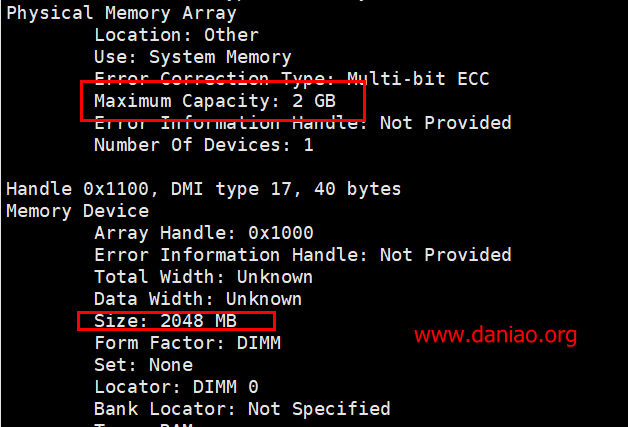 Physical Memory Array
Location: Other
Use: System Memory
Error Correction Type: Multi-bit ECC
Maximum Capacity: 2 GB
Error Information Handle: Not Provided
Number Of Devices: 1
Handle 0x1100, DMI type 17, 40 bytes
Memory Device
Array Handle: 0x1000
Error Information Handle: Not Provided
Total Width: Unknown
Data Width: Unknown
Size: 2048 MB
www.daniao.org
Form Factor: DIMM
Set: None
Locator: DIMM 0
Bank Locator: Not Specified
Type: RAM